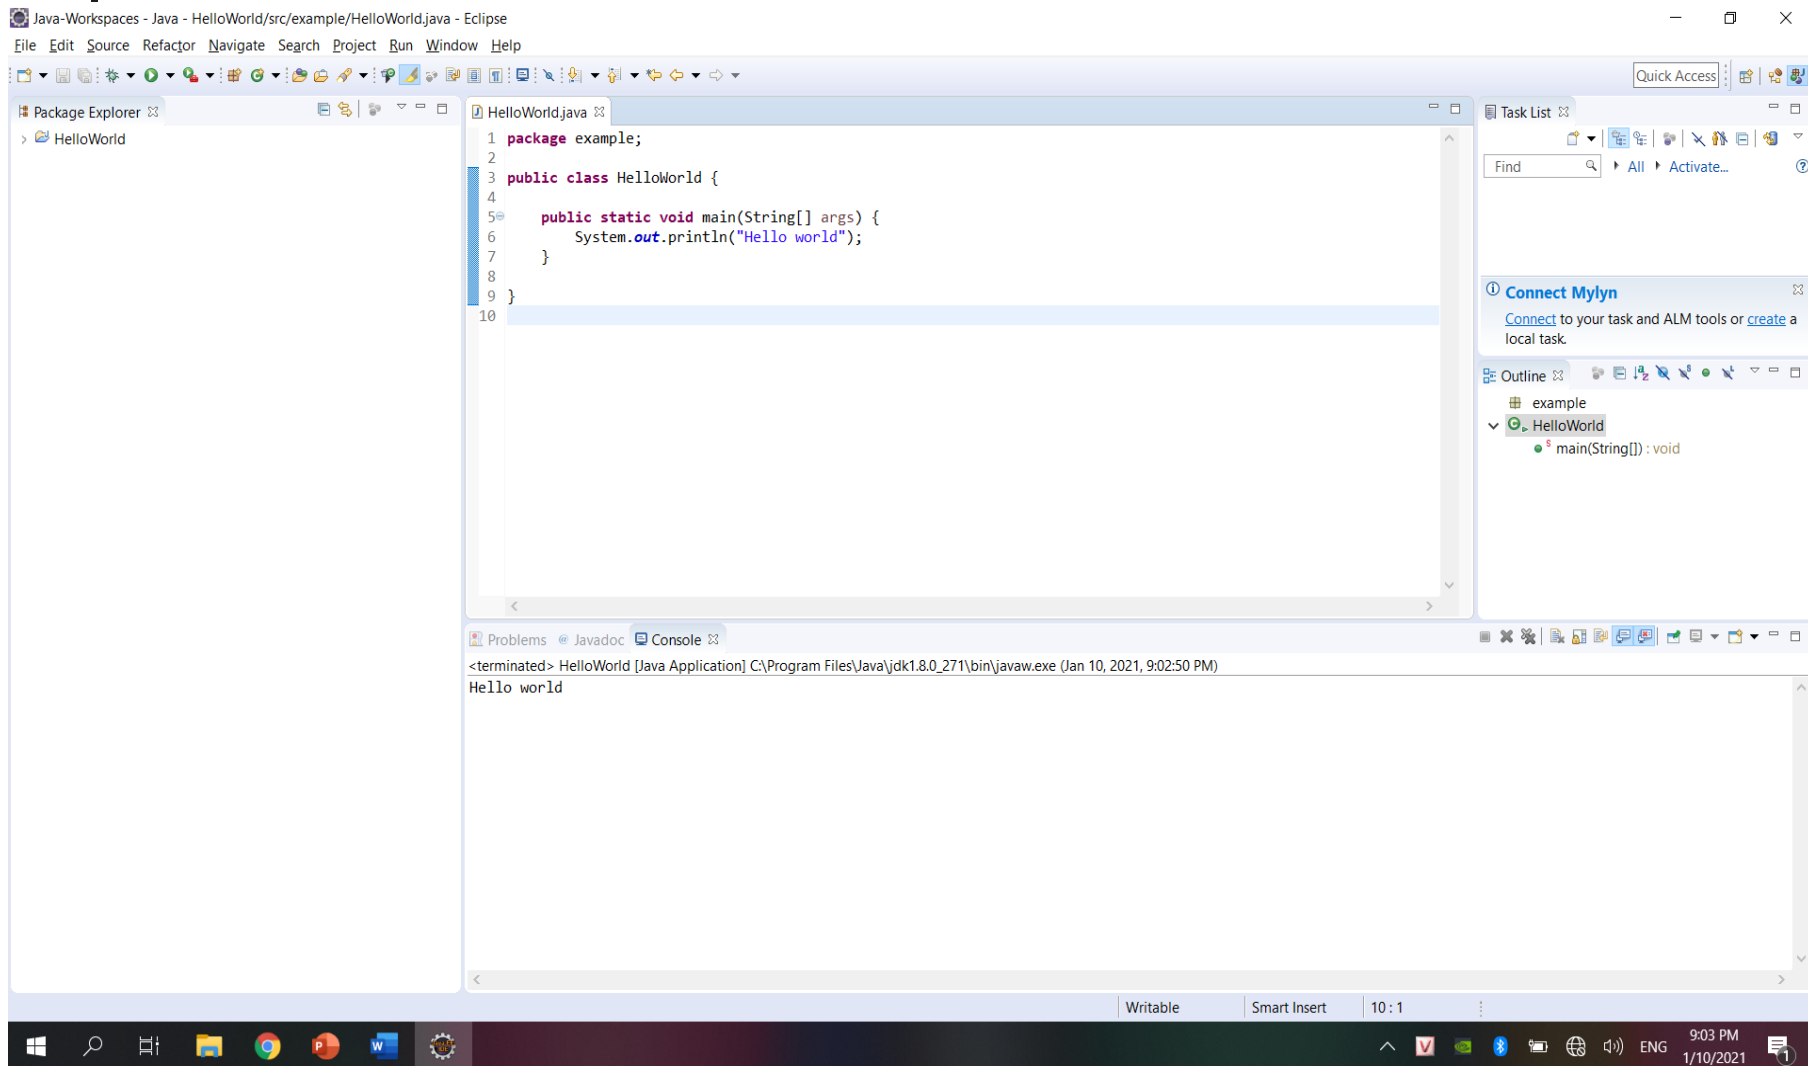 Java-Workspaces - Java - HelloWorld/src/example/HelloWorld.java - Eclipse
File Edit Source Refactor Navigate Search Project Run Window Help
Quick Access
Package Explorer
HelloWorld
HelloWorld.java
1 package example;
2
3 public class HelloWorld {
4
5 public static void main(String[] args) {
6 System.out.println("Hello world");
7 }
8
9 }
10
Task List
Find All Activate...
Connect Mylyn
Connect to your task and ALM tools or create a
local task.
Outline
example
HelloWorld
main(String[]) : void
Problems Javadoc Console
<terminated> HelloWorld [Java Application] C:\Program Files\Java\jdk1.8.0_271\bin\javaw.exe (Jan 10, 2021, 9:02:50 PM)
Hello world
Writable Smart Insert 10 : 1
ENG
9:03 PM
1/10/2021
1